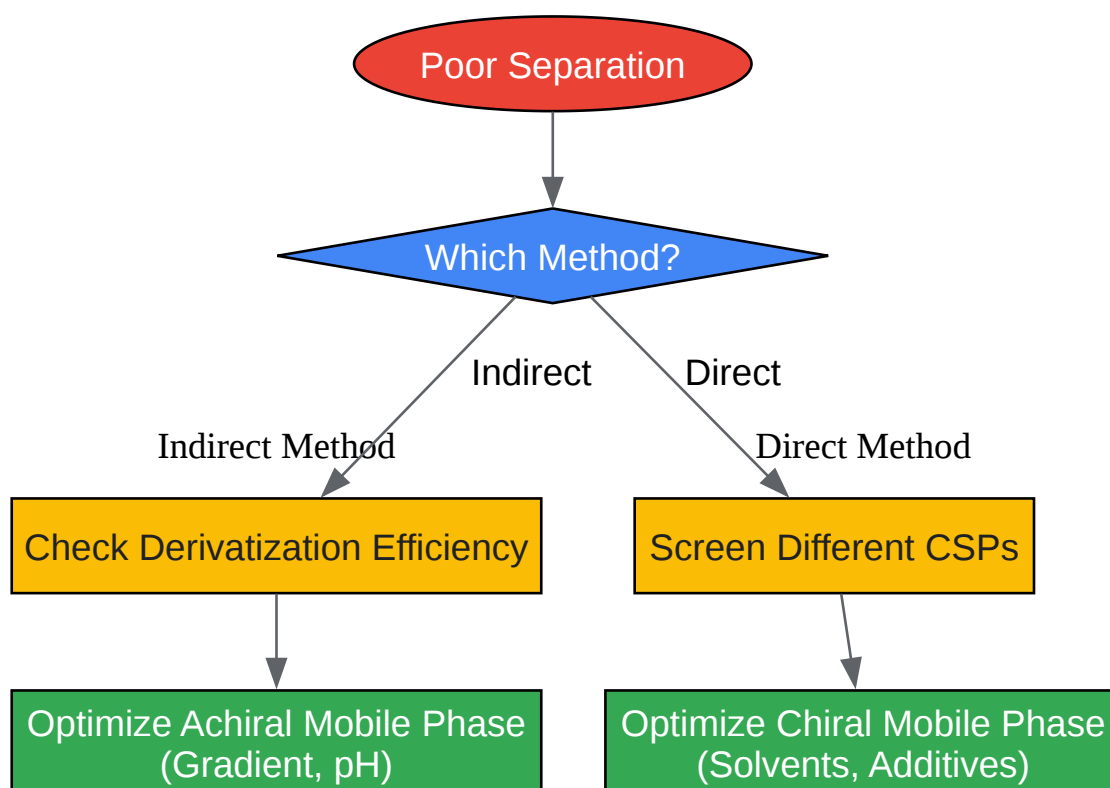 Poor Separation
Which Method?
Indirect
Direct
Indirect Method
Direct Method
Check Derivatization Efficiency
Screen Different CSPs
Optimize Achiral Mobile Phase
(Gradient, pH)
Optimize Chiral Mobile Phase
(Solvents, Additives)